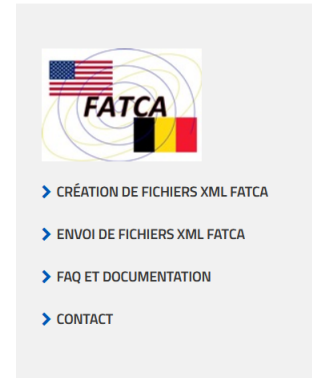 FATCA
CRÉATION DE FICHIERS XML FATCA
ENVOI DE FICHIERS XML FATCA
FAQ ET DOCUMENTATION
CONTACT